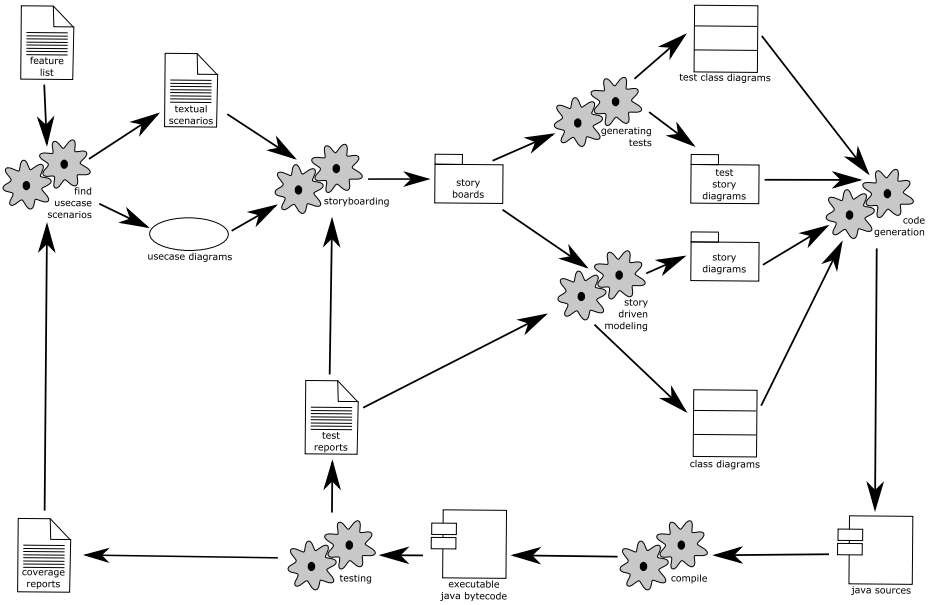 feature
list
textual
scenarios
find
usecase
scenarios
usecase diagrams
storyboarding
story
boards
generating
tests
test class diagrams
test
story
diagrams
code
generation
story
diagrams
story
driven
modeling
class diagrams
test
reports
coverage
reports
testing
executable
java bytecode
compile
java sources